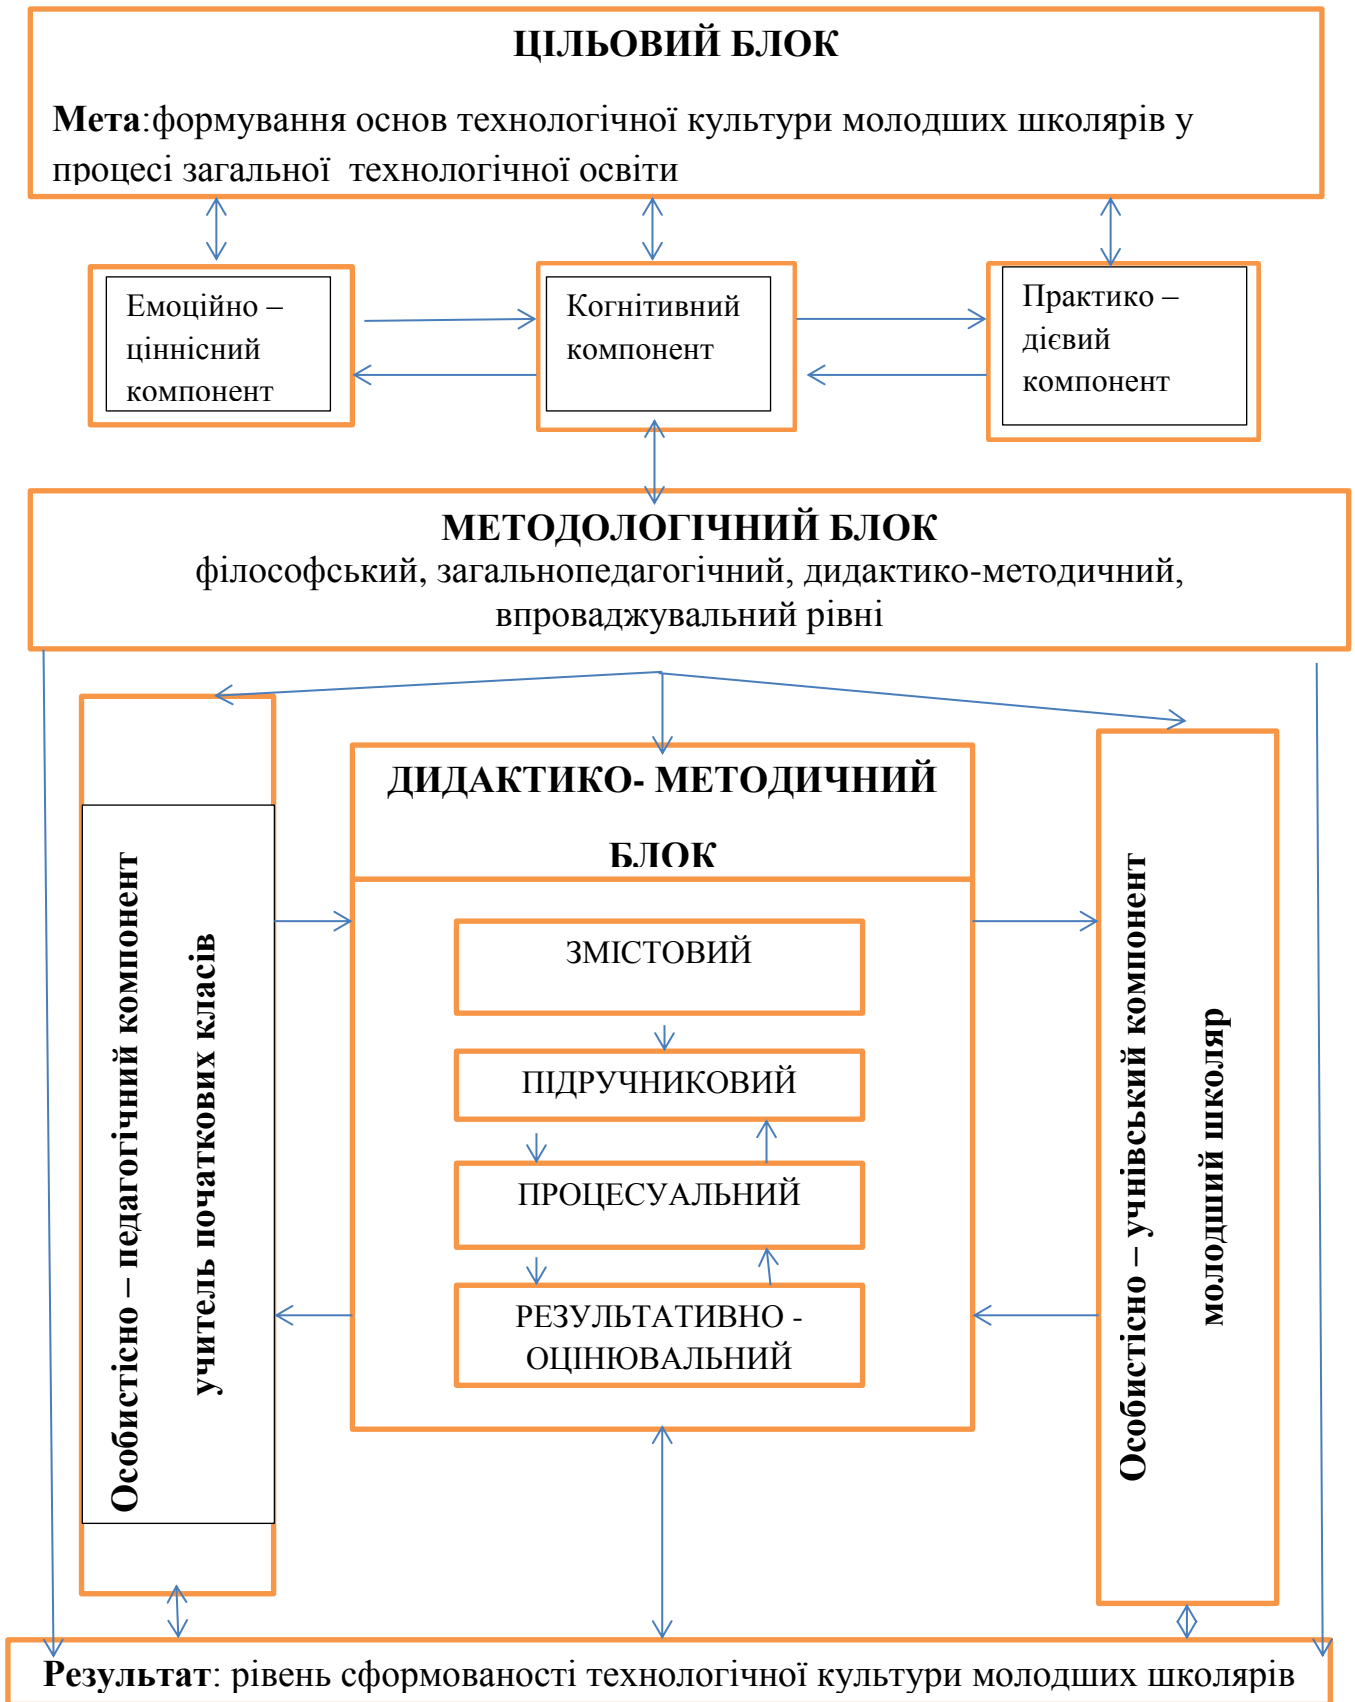 ЦІЛЬОВИЙ БЛОК
Мета:формування основ технологічної культури молодших школярів у
процесі загальної технологічної освіти
Емоційно –
ціннісний
компонент
Когнітивний
компонент
Практико –
дієвий
компонент
МЕТОДОЛОГІЧНИЙ БЛОК
філософський, загальнопедагогічний, дидактико-методичний,
впроваджувальний рівні
Особистісно – педагогічний компонент
учитель початкових класів
ДИДАКТИКО- МЕТОДИЧНИЙ
БЛОК
ЗМІСТОВИЙ
ПІДРУЧНИКОВИЙ
ПРОЦЕСУАЛЬНИЙ
РЕЗУЛЬТАТИВНО -
ОЦІНЮВАЛЬНИЙ
Особистісно – учнівський компонент
молодший школяр
Результат: рівень сформованості технологічної культури молодших школярів